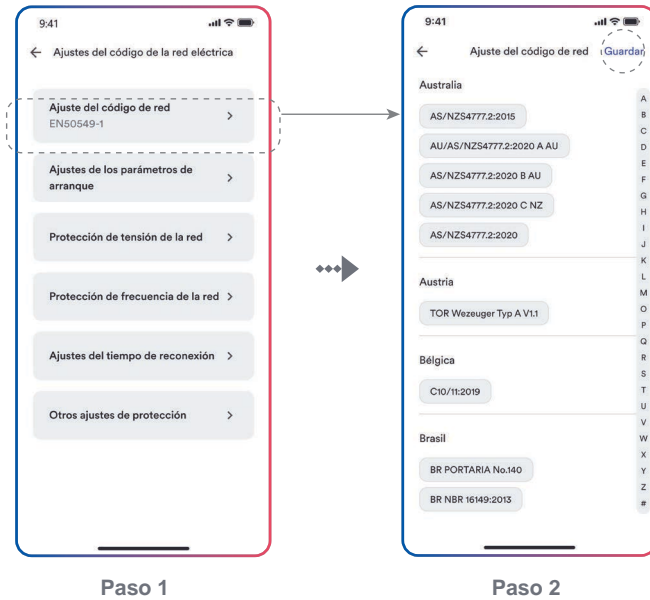 9:41
Ajustes del código de la red eléctrica
Ajuste del código de red
EN50549-1
Ajustes de los parámetros de
arranque
Protección de tensión de la red
Protección de frecuencia de la red
Ajustes del tiempo de reconexión
Otros ajustes de protección
Paso 1
9:41
Ajuste del código de red
Guardar
Australia
AS/NZS4777.2:2015
AU/AS/NZS4777.2:2020 A AU
AS/NZS4777.2:2020 B AU
AS/NZS4777.2:2020 C NZ
AS/NZS4777.2:2020
Austria
TOR Wezeuger Typ A V1.1
Bélgica
C10/11:2019
Brasil
BR PORTARIA No.140
BR NBR 16149:2013
A
B
C
D
E
F
G
H
I
J
K
L
M
O
P
Q
R
S
T
U
V
W
X
Y
Z
#
Paso 2